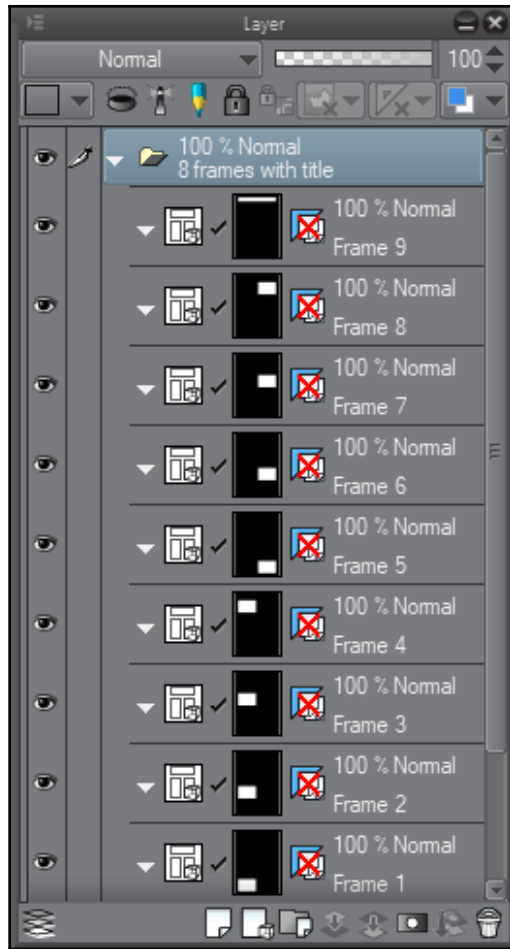 Layer
Normal
100
100 % Normal
8 frames with title
100 % Normal
Frame 9
100 % Normal
Frame 8
100 % Normal
Frame 7
100 % Normal
Frame 6
100 % Normal
Frame 5
100 % Normal
Frame 4
100 % Normal
Frame 3
100 % Normal
Frame 2
100 % Normal
Frame 1